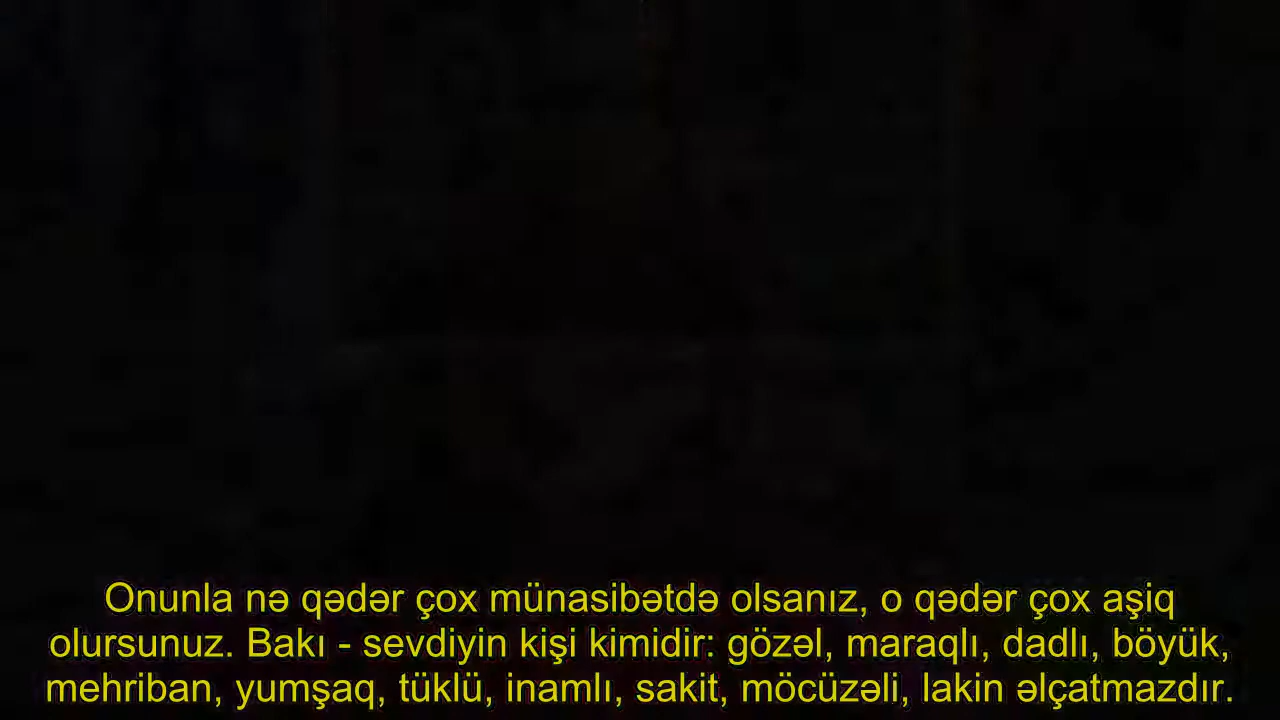 Onunla nə qədər çox münasibətdə olsanız, o qədər çox aşiq
olursunuz. Bakı - sevdiyin kişi kimidir: gözəl, maraqlı, dadlı, böyük,
mehriban, yumşaq, tüklü, inamlı, sakit, möcüzəli, lakin əlçatmazdır.